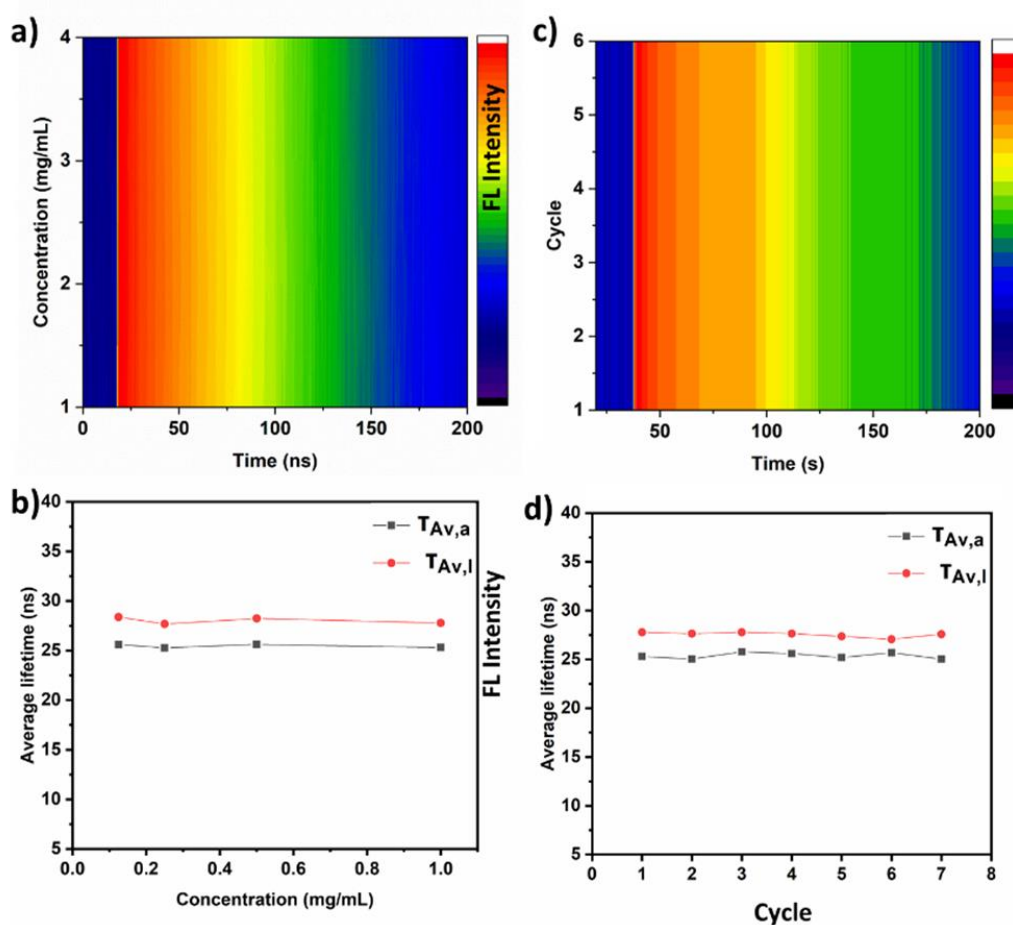 a)
4
3
2
1
Concentration (mg/mL)
0
50
100
150
200
Time (ns)
FL Intensity
c)
6
5
4
3
2
1
Cycle
50
100
150
200
Time (s)
b)
40
35
30
25
20
15
10
5
Average lifetime (ns)
τAv,a
τAv,l
0.0
0.2
0.4
0.6
0.8
1.0
Concentration (mg/mL)
FL Intensity
d)
40
35
30
25
20
15
10
5
Average lifetime (ns)
τAv,a
τAv,l
0
1
2
3
4
5
6
7
8
Cycle